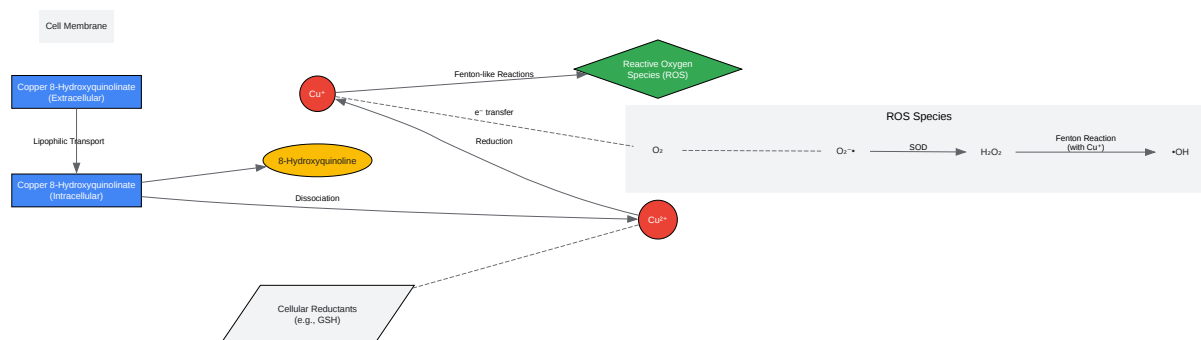 Cell Membrane
Copper 8-Hydroxyquinolinate
(Extracellular)
Lipophilic Transport
Copper 8-Hydroxyquinolinate
(Intracellular)
8-Hydroxyquinoline
Dissociation
Cu⁺
Fenton-like Reactions
Reactive Oxygen
Species (ROS)
e⁻ transfer
Reduction
Cu²⁺
Cellular Reductants
(e.g., GSH)
ROS Species
O₂
O₂⁻•
SOD
H₂O₂
Fenton Reaction
(with Cu⁺)
•OH